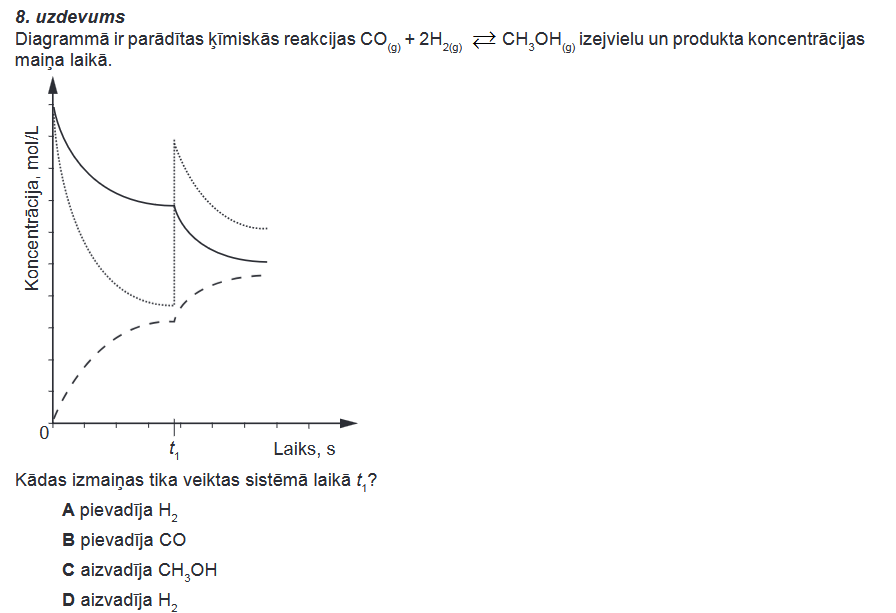 8. uzdevums
Diagrammā ir parādītas ķīmiskās reakcijas CO(g) + 2H2(g) ⇄ CH3OH(g) izejvielu un produkta koncentrācijas
maiņa laikā.
Koncentrācija, mol/L
0
t1
Laiks, s
Kādas izmaiņas tika veiktas sistēmā laikā t1?
A pievadīja H2
B pievadīja CO
C aizvadīja CH3OH
D aizvadīja H2